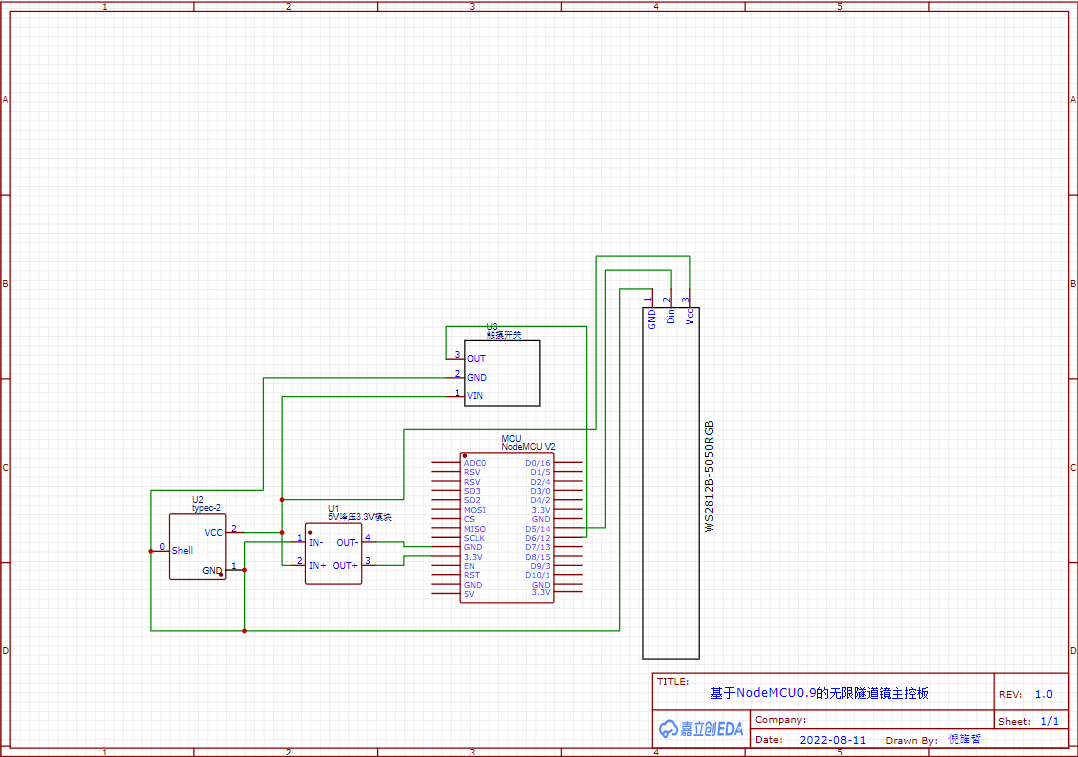 1 2 3 4 5
A A
B B
C C
D D
1 2 3
GND Din Vcc
WS2812B-5050RGB
U3
触摸开关
3 OUT
2 GND
1 VIN
MCU
NodeMCU V2
ADC0 D0/16
RSV D1/5
RSV D2/4
SD3 D3/0
SD2 D4/2
MOSI 3.3V
CS GND
MISO D5/14
SCLK D6/12
GND D7/13
3.3V D8/15
EN D9/3
RST D10/1
GND GND
5V 3.3V
U2
typec-2
VCC 2
0 Shell
GND 1
U1
5V降压3.3V模块
1 IN- OUT- 4
2 IN+ OUT+ 3
TITLE:
基于NodeMCU0.9的无限隧道镜主控板
REV: 1.0
嘉立创EDA
Company:
Sheet: 1/1
Date: 2022-08-11 Drawn By:
1 2 3 4 5